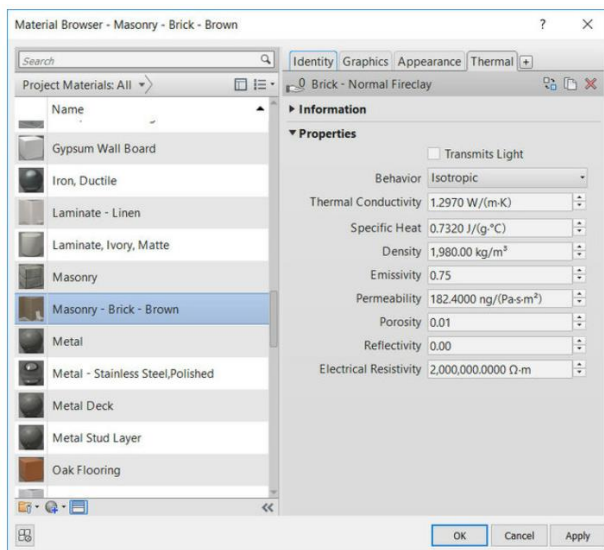 Material Browser - Masonry - Brick - Brown
?
Search
Project Materials: All
Name
Gypsum Wall Board
Iron, Ductile
Laminate - Linen
Laminate, Ivory, Matte
Masonry
Masonry - Brick - Brown
Metal
Metal - Stainless Steel,Polished
Metal Deck
Metal Stud Layer
Oak Flooring
Identity Graphics Appearance Thermal +
0 Brick - Normal Fireclay
Information
Properties
Transmits Light
Behavior Isotropic
Thermal Conductivity 1.2970 W/(m·K)
Specific Heat 0.7320 J/(g·°C)
Density 1,980.00 kg/m³
Emissivity 0.75
Permeability 182.4000 ng/(Pa·s·m²)
Porosity 0.01
Reflectivity 0.00
Electrical Resistivity 2,000,000.0000 Ω·m
OK Cancel Apply